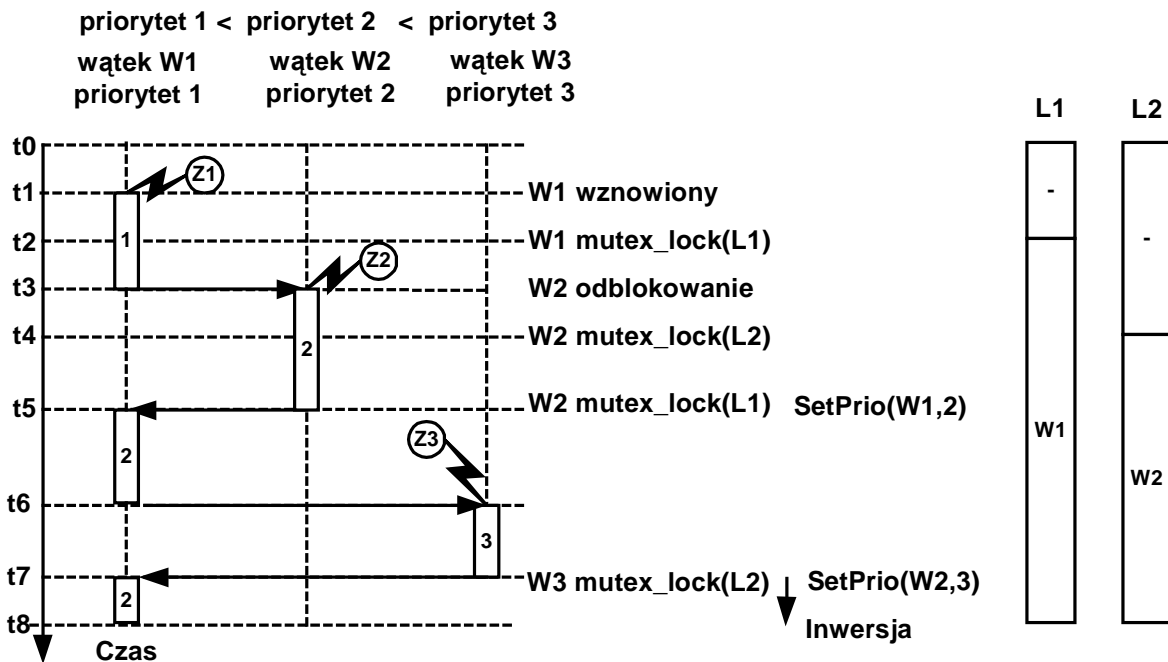 priorytet 1 < priorytet 2 < priorytet 3
wątek W1 wątek W2 wątek W3
priorytet 1 priorytet 2 priorytet 3
L1 L2
t0
Z1
t1 W1 wznowiony
-
t2 1 W1 mutex_lock(L1)
-
Z2
t3 W2 odblokowanie
t4 W2 mutex_lock(L2)
2
t5 W2 mutex_lock(L1) SetPrio(W1,2)
W1
Z3
2
W2
t6
3
t7 W3 mutex_lock(L2) SetPrio(W2,3)
2
t8 Inwersja
Czas